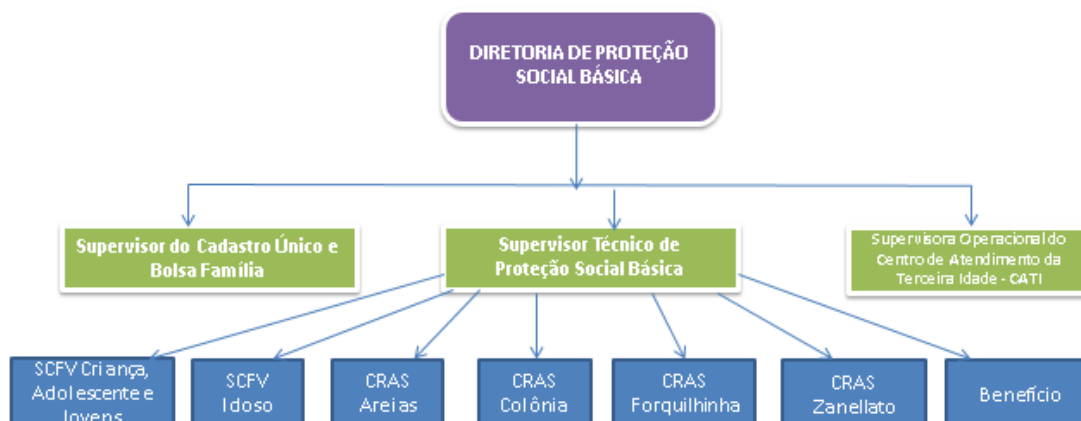 DIRETORIA DE PROTEÇÃO
SOCIAL BÁSICA
Supervisor do Cadastro Único e
Bolsa Família
Supervisor Técnico de
Proteção Social Básica
Supervisora Operacional do
Centro de Atendimento da
Terceira Idade - CATI
SCFV Criança,
Adolescente e
Jovens
SCFV
Idoso
CRAS
Areias
CRAS
Colônia
CRAS
Forquilhinha
CRAS
Zanellato
Benefício